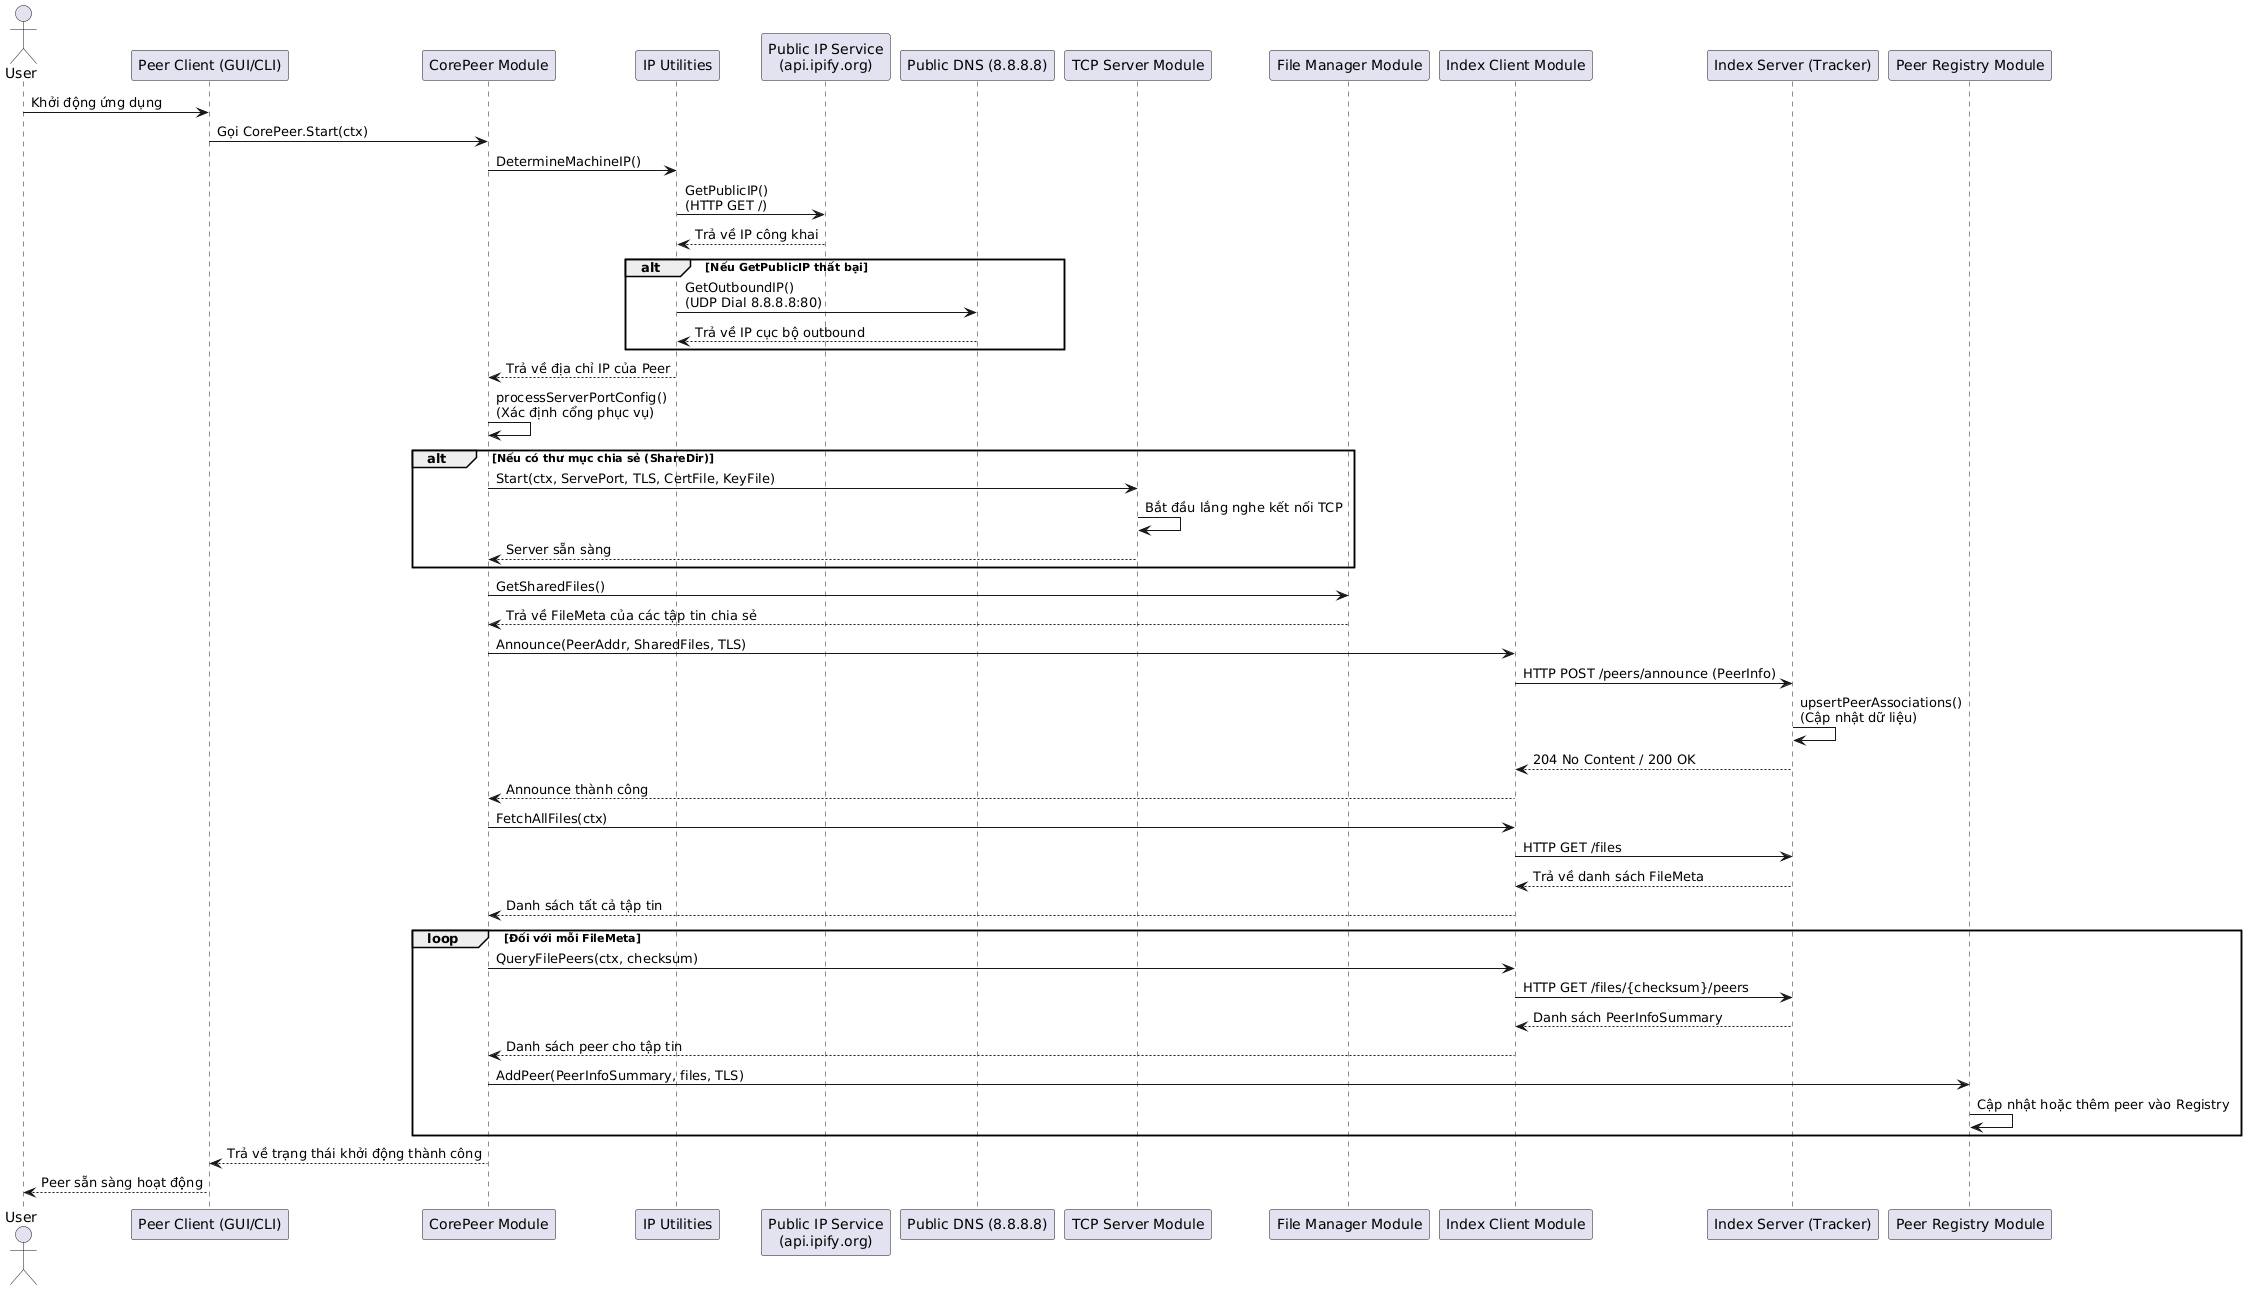 User
Peer Client (GUI/CLI)
CorePeer Module
IP Utilities
Public IP Service
(api.ipify.org)
Public DNS (8.8.8.8)
TCP Server Module
File Manager Module
Index Client Module
Index Server (Tracker)
Peer Registry Module
Khởi động ứng dụng
Gọi CorePeer.Start(ctx)
DetermineMachineIP()
GetPublicIP()
(HTTP GET /)
Trả về IP công khai
alt
[Nếu GetPublicIP thất bại]
GetOutboundIP()
(UDP Dial 8.8.8.8:80)
Trả về IP cục bộ outbound
Trả về địa chỉ IP của Peer
processServerPortConfig()
(Xác định cổng phục vụ)
alt
[Nếu có thư mục chia sẻ (ShareDir)]
Start(ctx, ServePort, TLS, CertFile, KeyFile)
Bắt đầu lắng nghe kết nối TCP
Server sẵn sàng
GetSharedFiles()
Trả về FileMeta của các tập tin chia sẻ
Announce(PeerAddr, SharedFiles, TLS)
HTTP POST /peers/announce (PeerInfo)
upsertPeerAssociations()
(Cập nhật dữ liệu)
204 No Content / 200 OK
Announce thành công
FetchAllFiles(ctx)
HTTP GET /files
Trả về danh sách FileMeta
Danh sách tất cả tập tin
loop
[Đối với mỗi FileMeta]
QueryFilePeers(ctx, checksum)
HTTP GET /files/{checksum}/peers
Danh sách PeerInfoSummary
Danh sách peer cho tập tin
AddPeer(PeerInfoSummary, files, TLS)
Cập nhật hoặc thêm peer vào Registry
Trả về trạng thái khởi động thành công
Peer sẵn sàng hoạt động
User
Peer Client (GUI/CLI)
CorePeer Module
IP Utilities
Public IP Service
(api.ipify.org)
Public DNS (8.8.8.8)
TCP Server Module
File Manager Module
Index Client Module
Index Server (Tracker)
Peer Registry Module